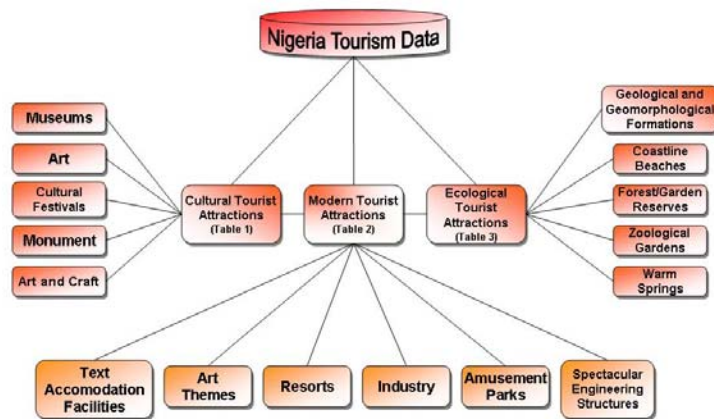 Nigeria Tourism Data
Museums
Art
Cultural
Festivals
Monument
Art and Craft
Cultural Tourist
Attractions
(Table 1)
Modern Tourist
Attractions
(Table 2)
Ecological
Tourist
Attractions
(Table 3)
Geological and
Geomorphological
Formations
Coastline
Beaches
Forest/Garden
Reserves
Zoological
Gardens
Warm
Springs
Text
Accomodation
Facilities
Art
Themes
Resorts
Industry
Amusement
Parks
Spectacular
Engineering
Structures